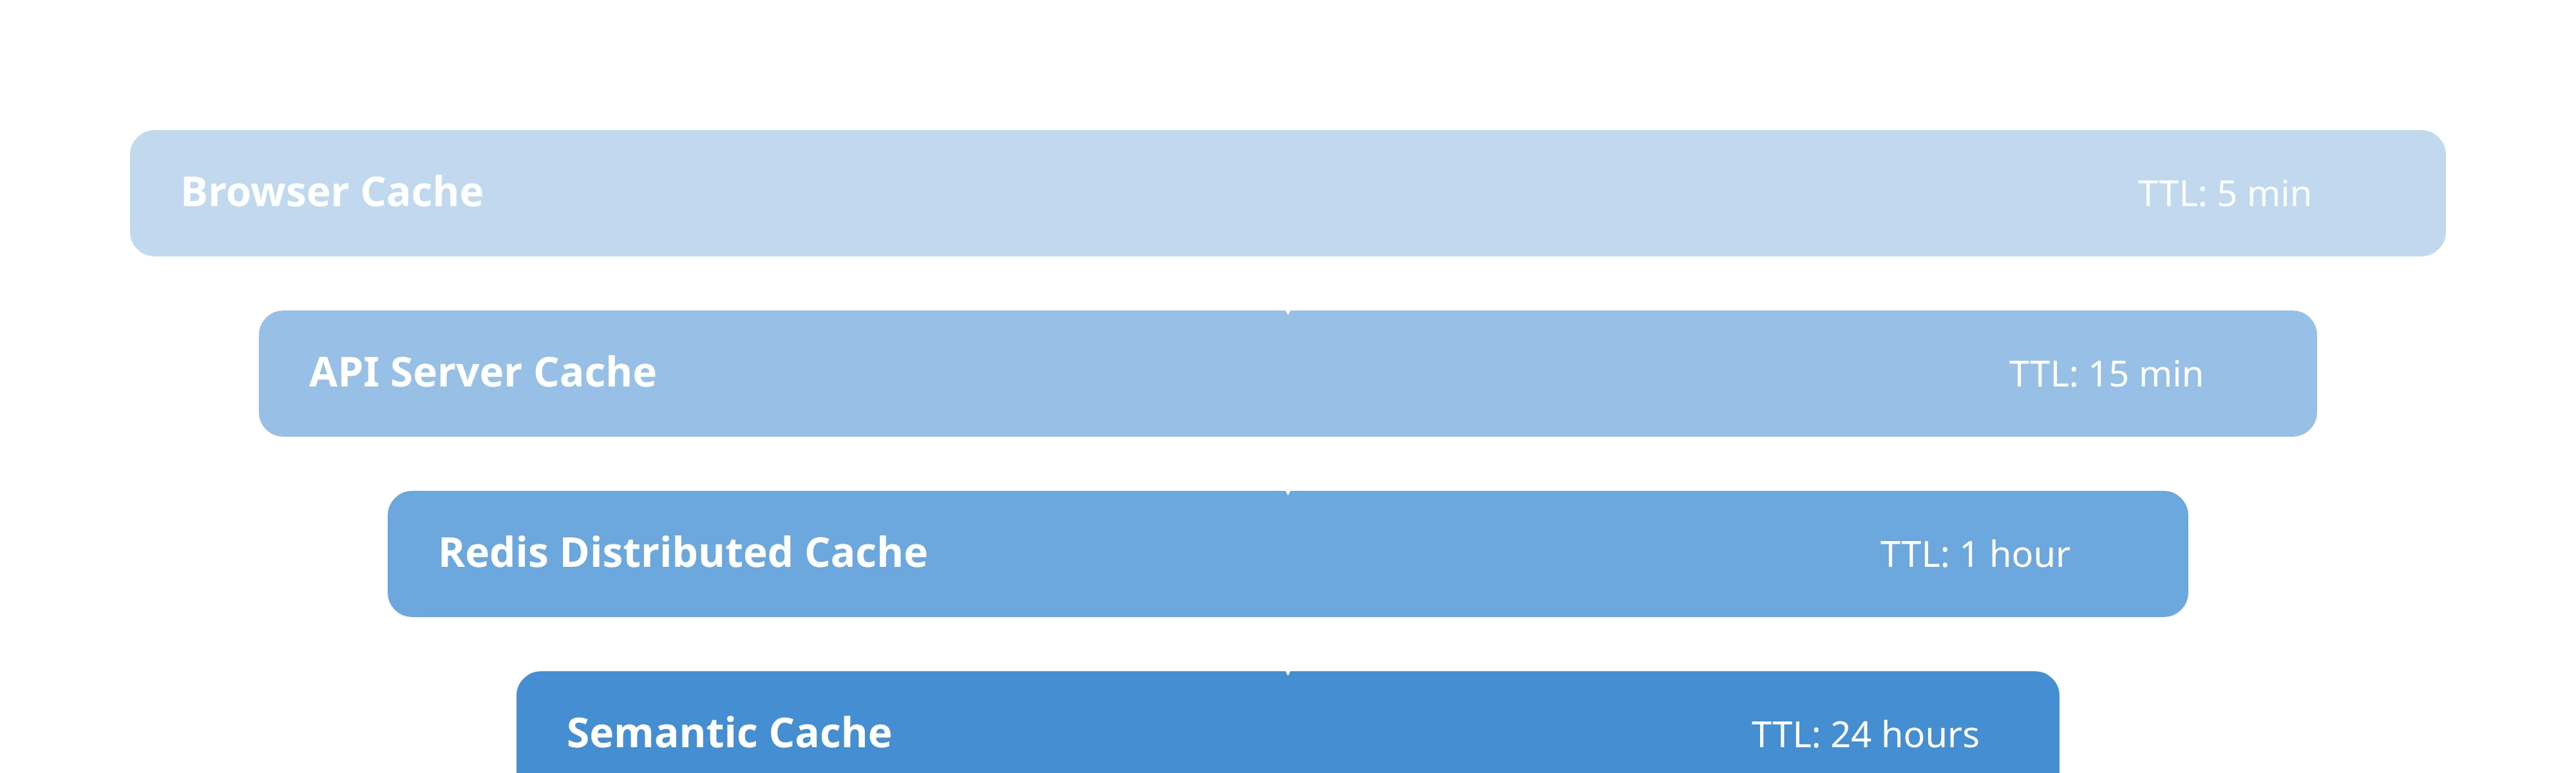 Browser Cache TTL: 5 min
API Server Cache TTL: 15 min
Redis Distributed Cache TTL: 1 hour
Semantic Cache TTL: 24 hours